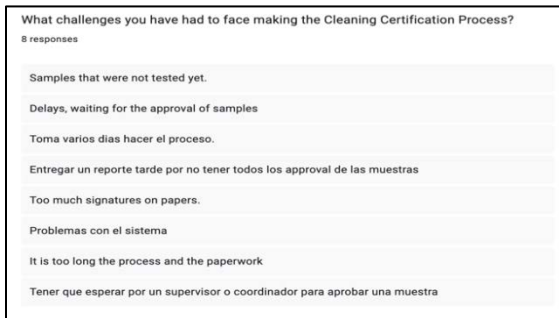 What challenges you have had to face making the Cleaning Certification Process?
8 responses
Samples that were not tested yet.
Delays, waiting for the approval of samples
Toma varios dias hacer el proceso.
Entregar un reporte tarde por no tener todos los approval de las muestras
Too much signatures on papers.
Problemas con el sistema
It is too long the process and the paperwork
Tener que esperar por un supervisor o coordinador para aprobar una muestra